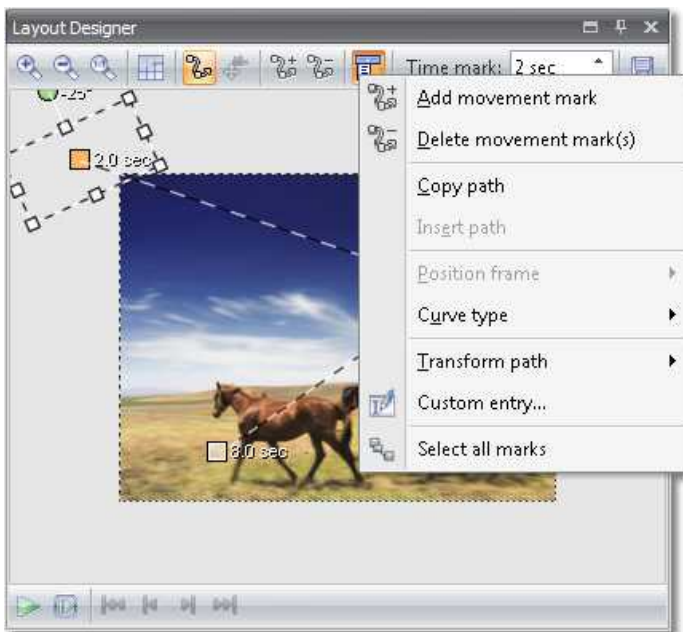 Layout Designer
Time mark: 2 sec
-25°
2.0 sec
Add movement mark
Delete movement mark(s)
Copy path
Insert path
Position frame
Curve type
Transform path
Custom entry...
Select all marks
8.0 sec